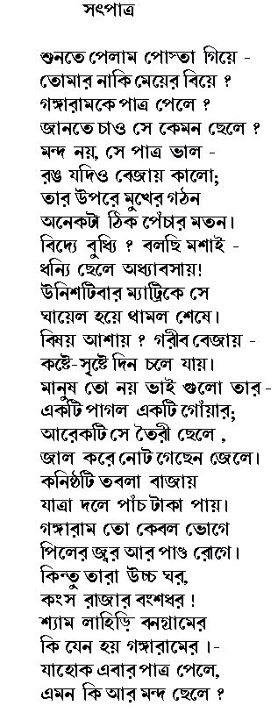 সৎপাত্র
শুনতে পেলাম পোস্তা গিয়ে -
তোমার নাকি মেয়ের বিয়ে ?
গঙ্গারামকে পাত্র পেলে ?
জানতে চাও সে কেমন ছেলে ?
মন্দ নয়, সে পাত্র ভাল -
রঙ যদিও বেজায় কালো;
তার উপরে মুখের গঠন
অনেকটা ঠিক পেঁচার মতন।
বিদ্যে বুধ্যি ? বলছি মশাই -
ধন্যি ছেলে অধ্যাবসায়!
উনিশটিবার ম্যাট্রিকে সে
ঘায়েল হয়ে থামল শেষে।
বিষয় আশায় ? গরীব বেজায় -
কষ্টে-সৃষ্টে দিন চলে যায়।
মানুষ তো নয় ভাই গুলো তার -
একটি পাগল একটি গোঁয়ার;
আরেকটি সে তৈরী ছেলে ,
জাল করে নোট গেছেন জেলে।
কনিষ্ঠটি তবলা বাজায়
যাত্রা দলে পাঁচ টাকা পায়।
গঙ্গারাম তো কেবল ভোগে
পিলের জ্বর আর পাণ্ডু রোগে।
কিন্তু তারা উচ্চ ঘর,
কংস রাজার বংশধর !
শ্যাম লাহিড়ি বনগ্রামের
কি যেন হয় গঙ্গারামের ।-
যাহোক এবার পাত্র পেলে,
এমন কি আর মন্দ ছেলে ?